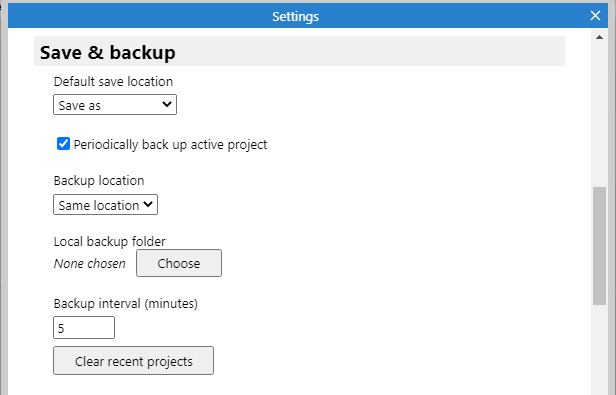 Settings
Save & backup
Default save location
Save as
Periodically back up active project
Backup location
Same location
Local backup folder
None chosen Choose
Backup interval (minutes)
5
Clear recent projects